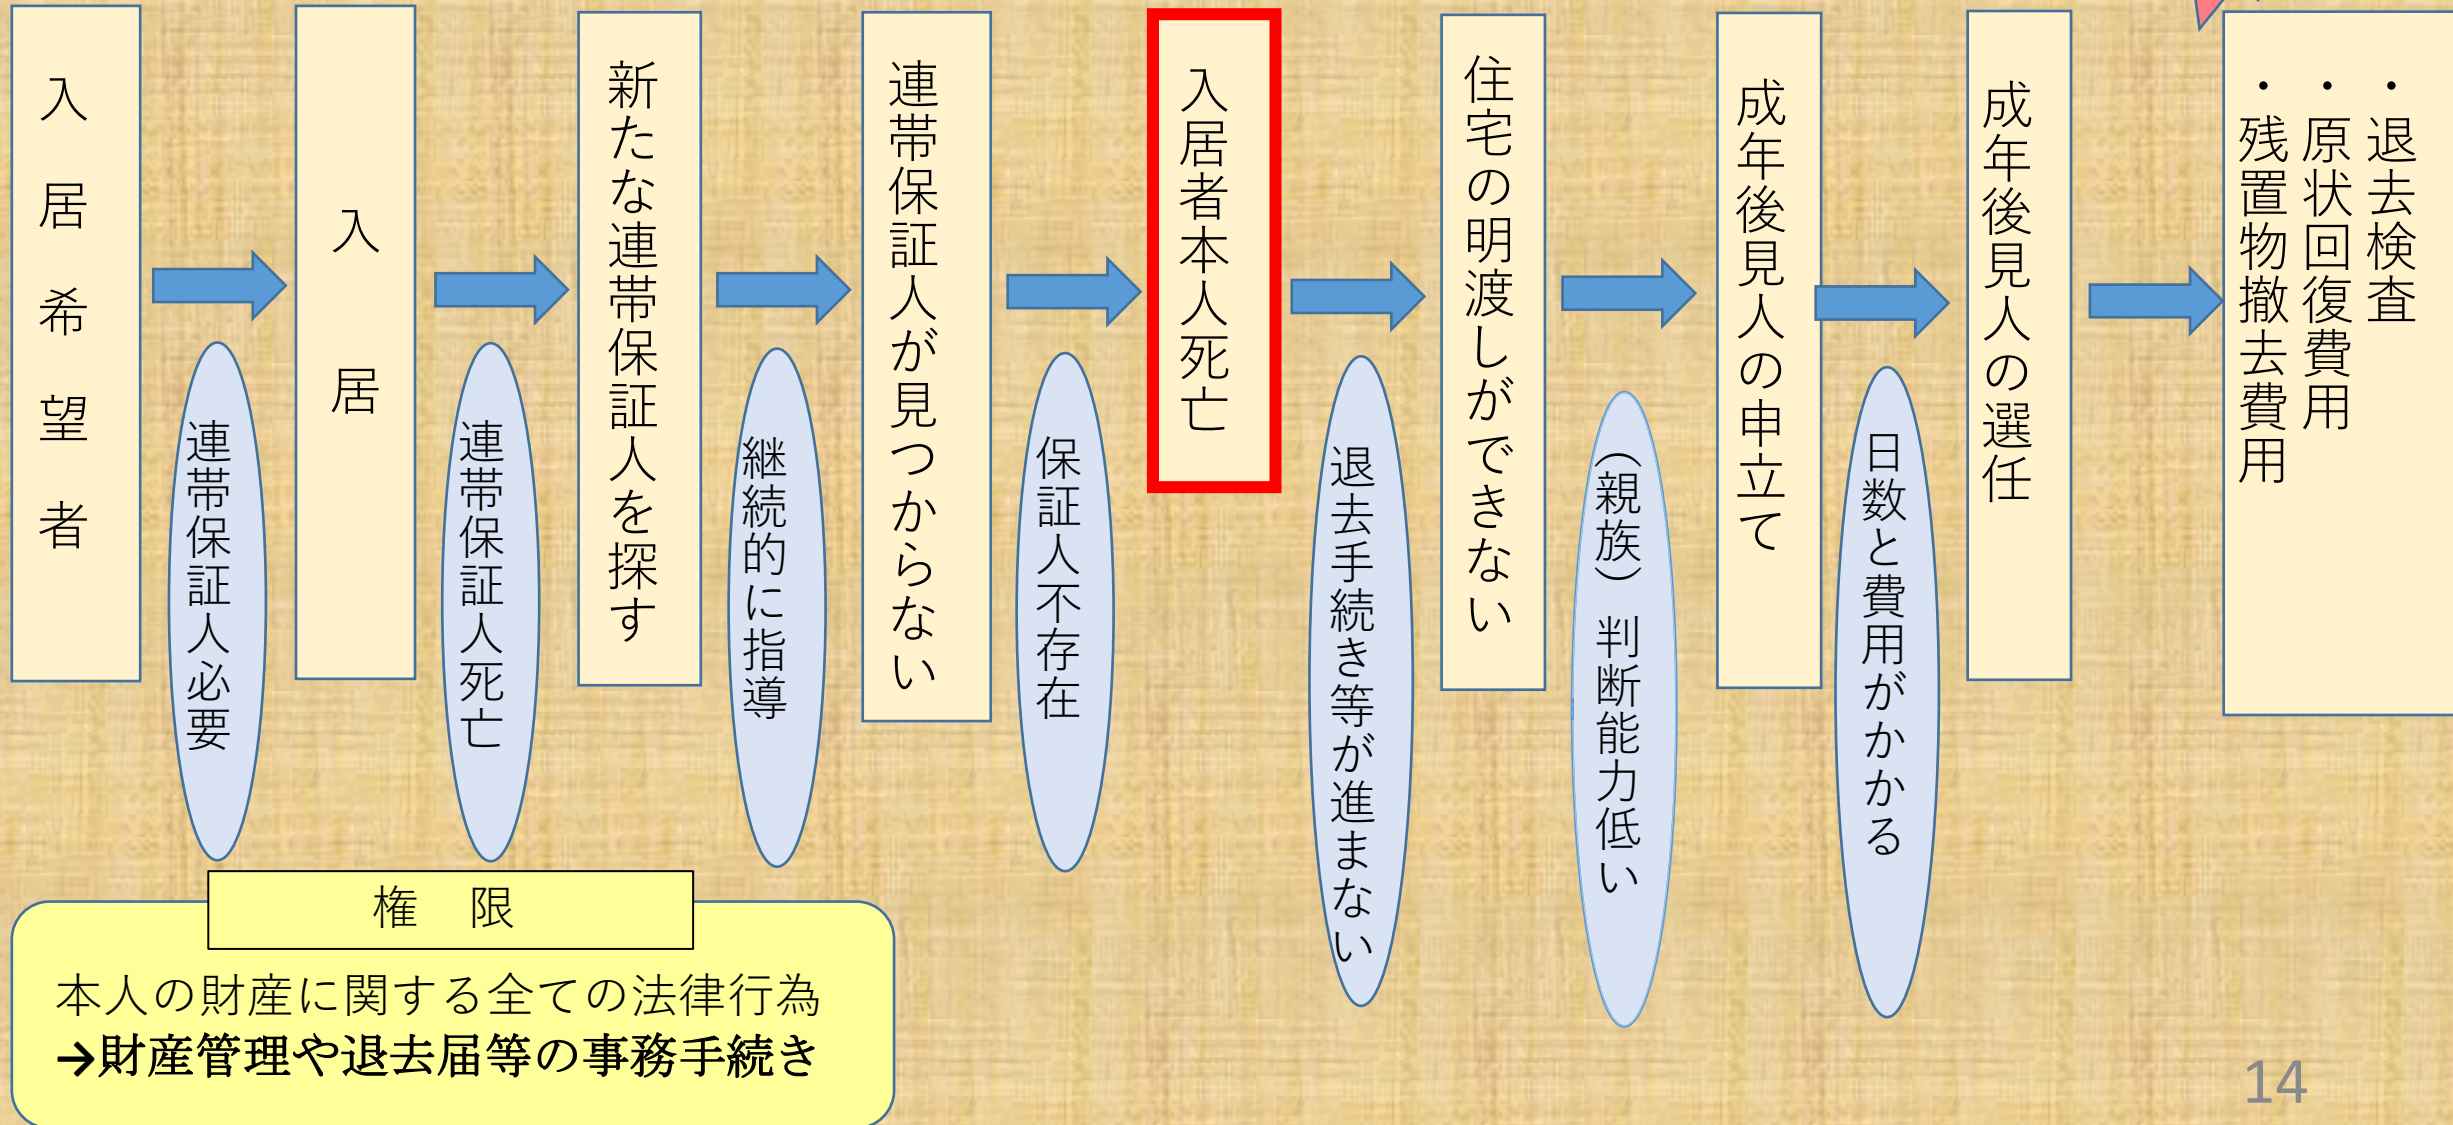 入居希望者
連帯保証人必要
入居
連帯保証人死亡
新たな連帯保証人を探す
継続的に指導
連帯保証人が見つからない
保証人不存在
入居者本人死亡
退去手続き等が進まない
住宅の明渡しができない
（親族）判断能力低い
成年後見人の申立て
日数と費用がかかる
成年後見人の選任
・退去検査
・原状回復費用
・残置物撤去費用
権　限
本人の財産に関する全ての法律行為
→財産管理や退去届等の事務手続き
14